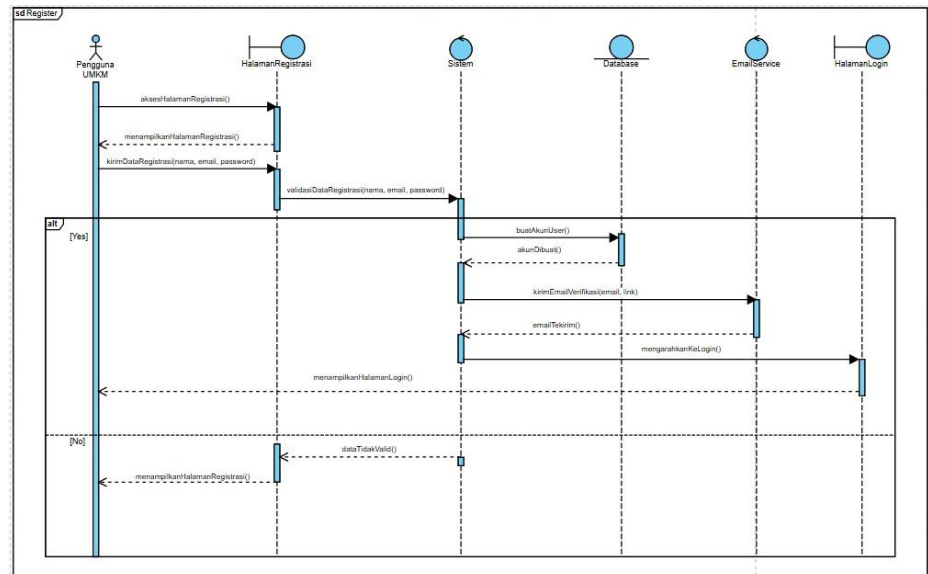 sd Register
Pengguna
UMKM
HalamanRegistrasi
Sistem
Database
EmailService
HalamanLogin
aksesHalamanRegistrasi()
menampilkanHalamanRegistrasi()
kirimDataRegistrasi(nama, email, password)
validasiDataRegistrasi(nama, email, password)
alt
[Yes]
buatAkunUser()
akunDibuat()
kirimEmailVerifikasi(email, link)
emailTekirim()
mengarahkanKeLogin()
menampilkanHalamanLogin()
[No]
dataTidakValid()
menampilkanHalamanRegistrasi()